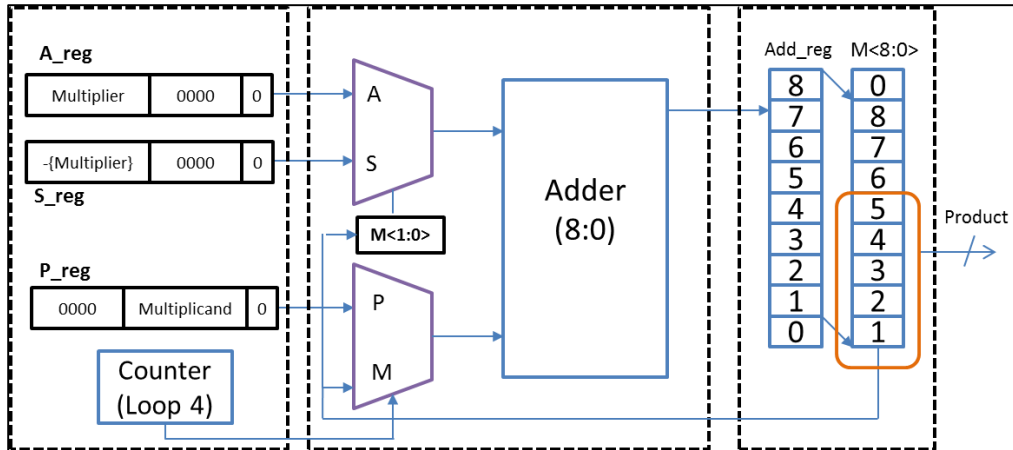 A_reg
Multiplier 0000 0
-{Multiplier} 0000 0
S_reg
P_reg
0000 Multiplicand 0
Counter
(Loop 4)
A
S
M<1:0>
P
M
Adder
(8:0)
Add_reg M<8:0>
8 0
7 8
6 7
5 6
4 5
3 4
2 3
1 2
0 1
Product